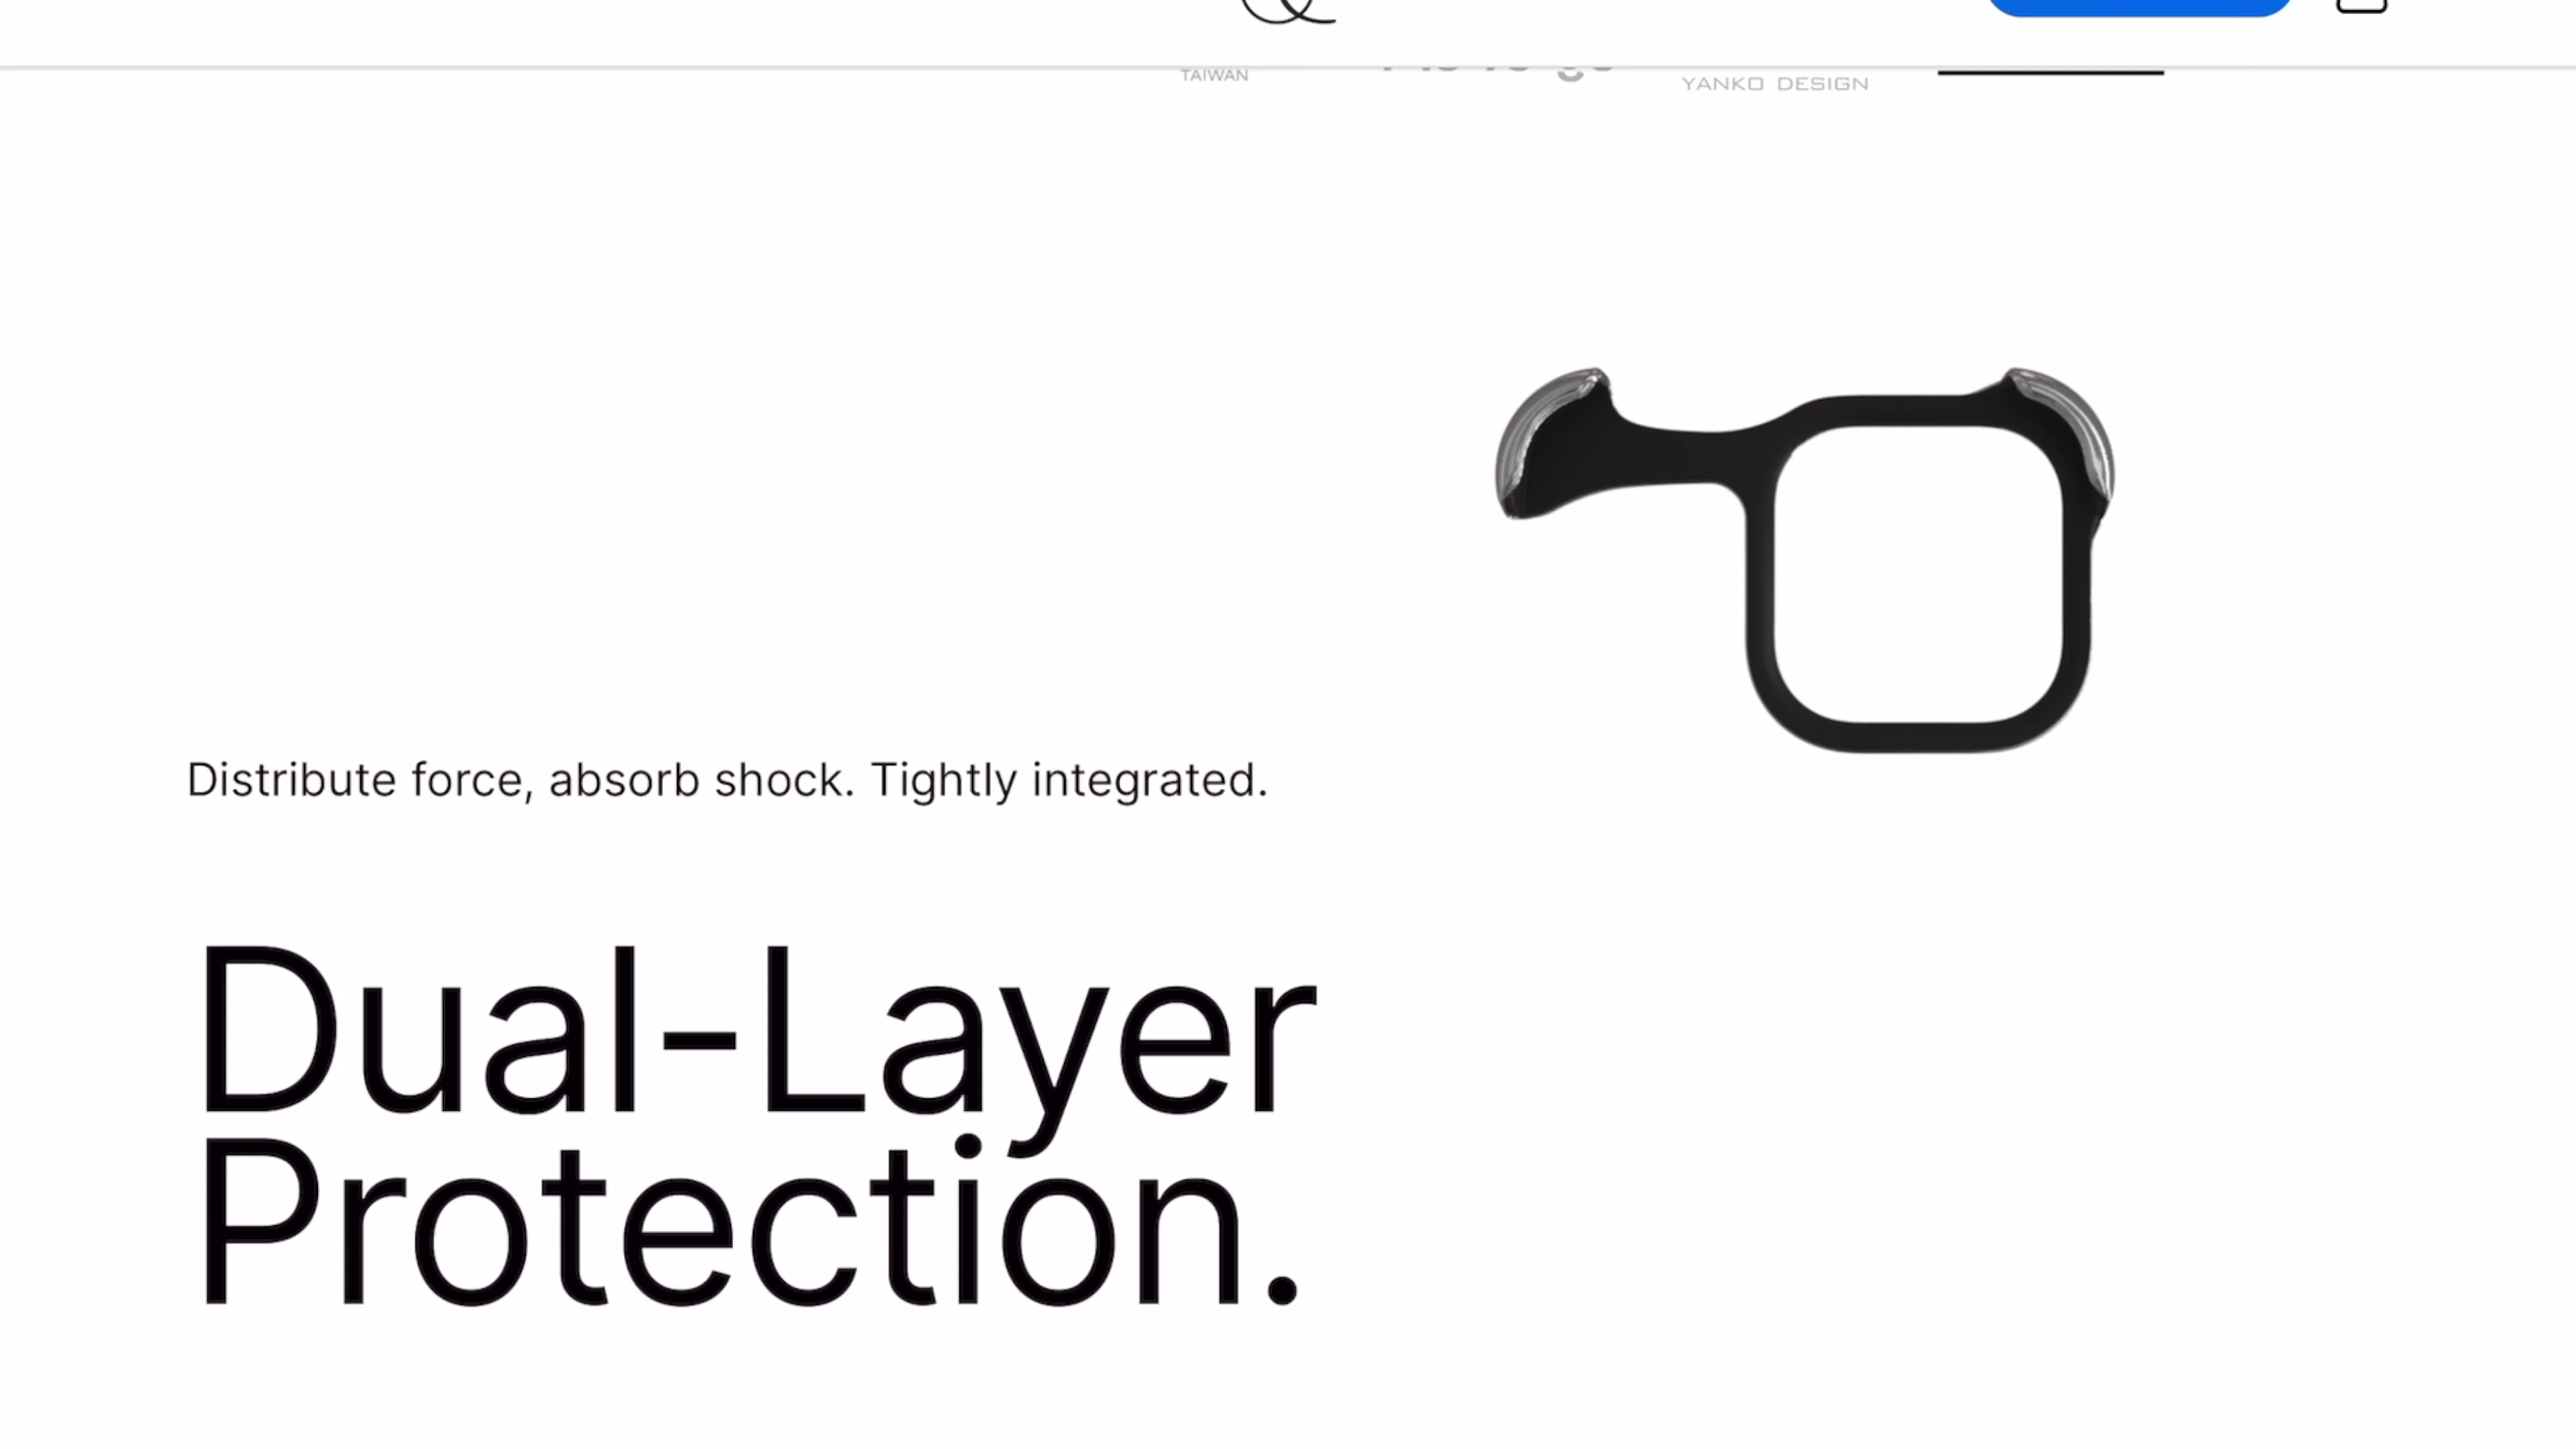 TAIWAN
YANKO DESIGN
Distribute force, absorb shock. Tightly integrated.
Dual-Layer
Protection.